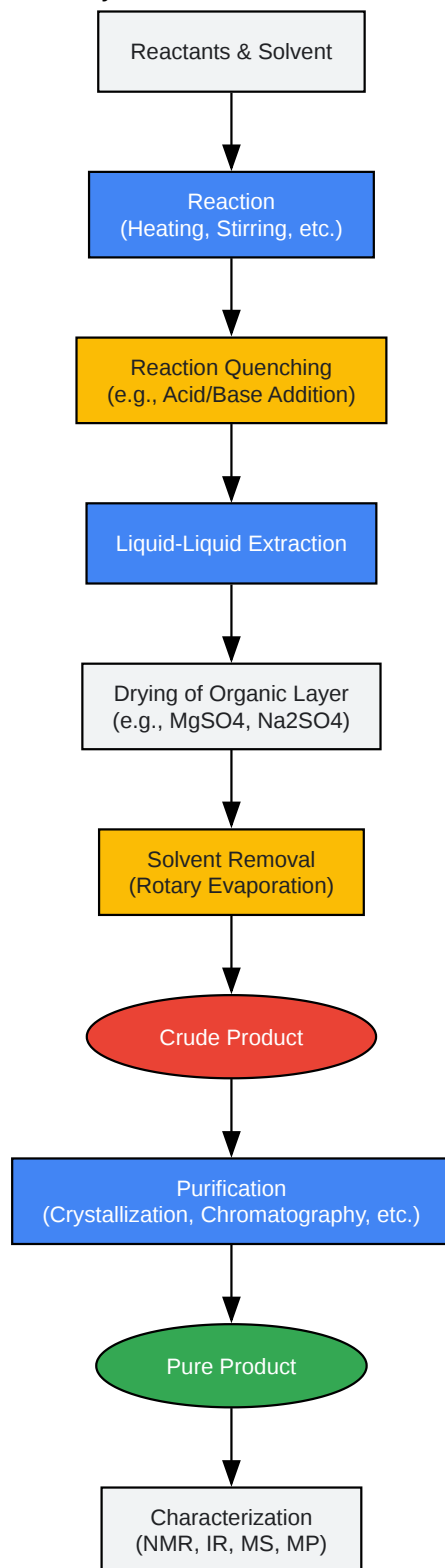 Reactants & Solvent
Reaction
(Heating, Stirring, etc.)
Reaction Quenching
(e.g., Acid/Base Addition)
Liquid-Liquid Extraction
Drying of Organic Layer
(e.g., MgSO4, Na2SO4)
Solvent Removal
(Rotary Evaporation)
Crude Product
Purification
(Crystallization, Chromatography, etc.)
Pure Product
Characterization
(NMR, IR, MS, MP)